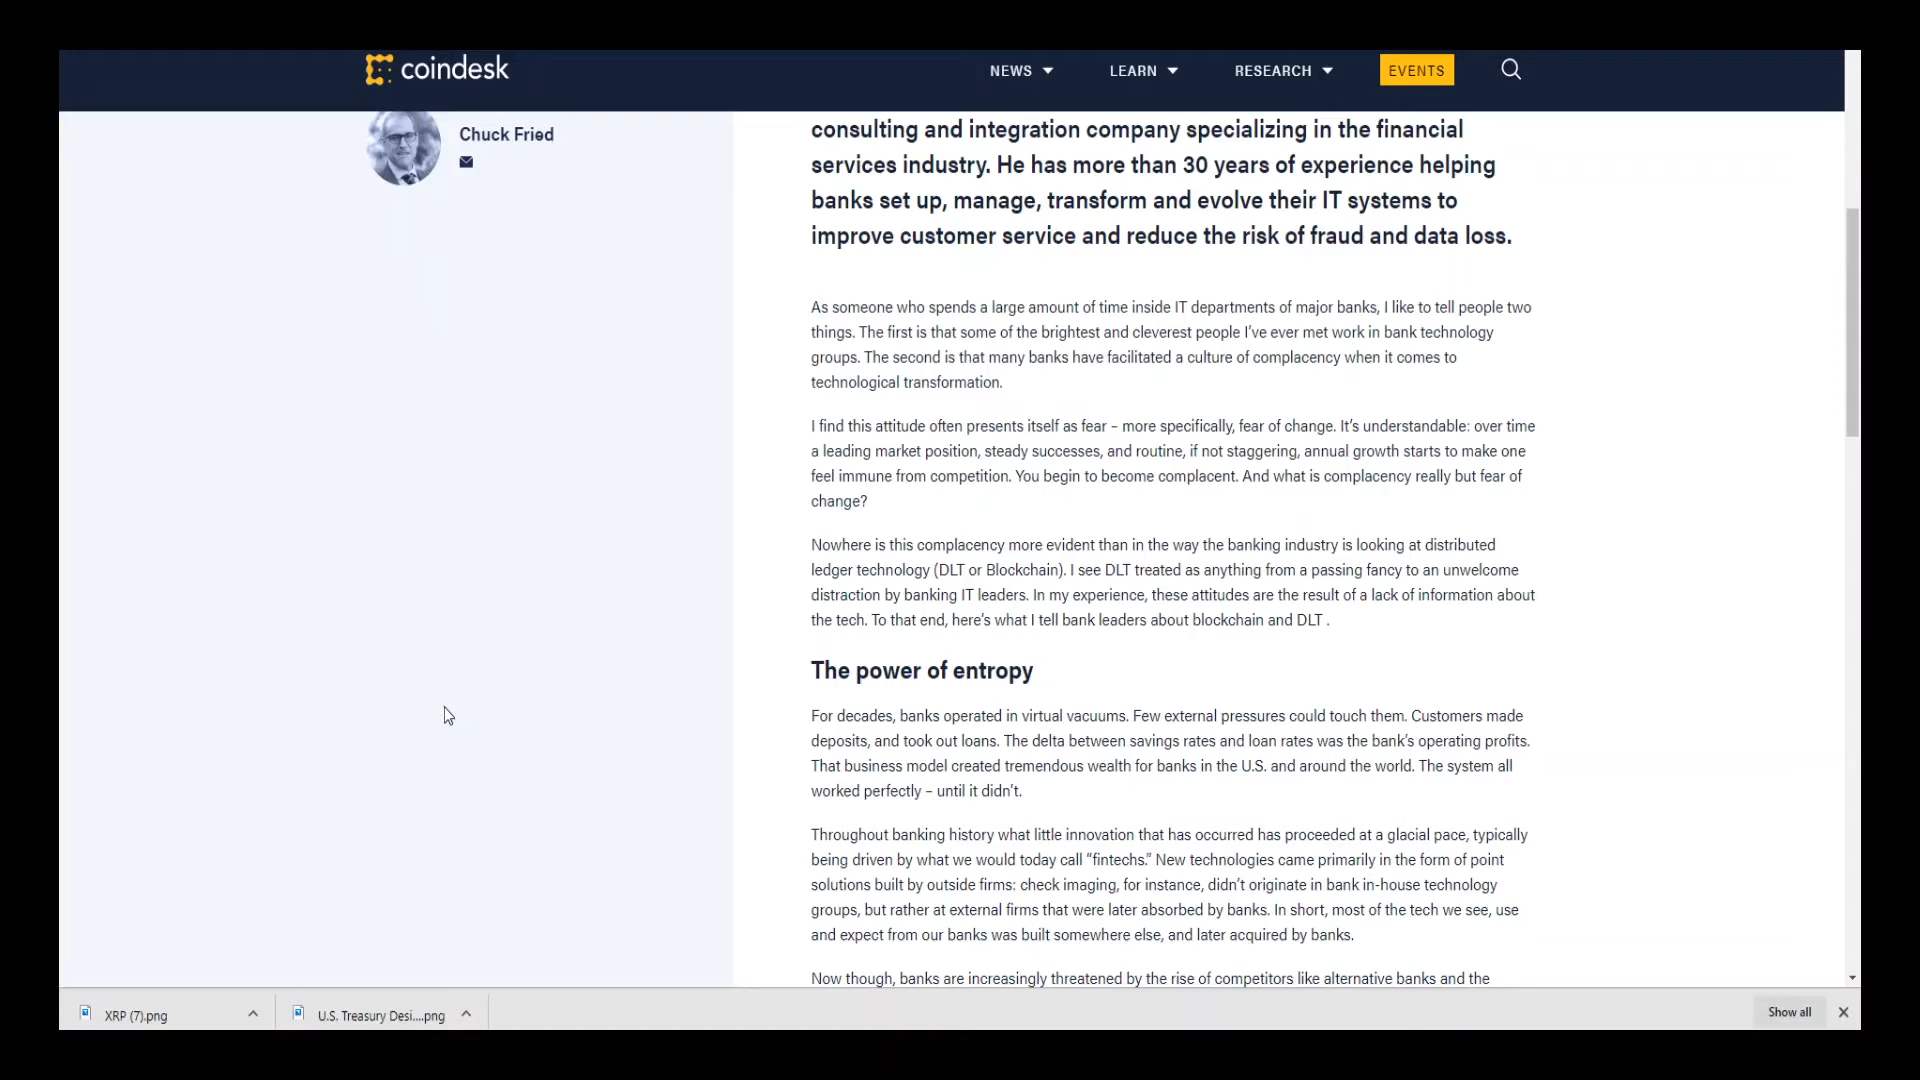 coindesk
NEWS
LEARN
RESEARCH
EVENTS
Chuck Fried
consulting and integration company specializing in the financial
services industry. He has more than 30 years of experience helping
banks set up, manage, transform and evolve their IT systems to
improve customer service and reduce the risk of fraud and data loss.
As someone who spends a large amount of time inside IT departments of major banks, I like to tell people two
things. The first is that some of the brightest and cleverest people I’ve ever met work in bank technology
groups. The second is that many banks have facilitated a culture of complacency when it comes to
technological transformation.
I find this attitude often presents itself as fear – more specifically, fear of change. It’s understandable: over time
a leading market position, steady successes, and routine, if not staggering, annual growth starts to make one
feel immune from competition. You begin to become complacent. And what is complacency really but fear of
change?
Nowhere is this complacency more evident than in the way the banking industry is looking at distributed
ledger technology (DLT or Blockchain). I see DLT treated as anything from a passing fancy to an unwelcome
distraction by banking IT leaders. In my experience, these attitudes are the result of a lack of information about
the tech. To that end, here’s what I tell bank leaders about blockchain and DLT .
The power of entropy
For decades, banks operated in virtual vacuums. Few external pressures could touch them. Customers made
deposits, and took out loans. The delta between savings rates and loan rates was the bank’s operating profits.
That business model created tremendous wealth for banks in the U.S. and around the world. The system all
worked perfectly – until it didn’t.
Throughout banking history what little innovation that has occurred has proceeded at a glacial pace, typically
being driven by what we would today call “fintechs.” New technologies came primarily in the form of point
solutions built by outside firms: check imaging, for instance, didn’t originate in bank in-house technology
groups, but rather at external firms that were later absorbed by banks. In short, most of the tech we see, use
and expect from our banks was built somewhere else, and later acquired by banks.
Now though, banks are increasingly threatened by the rise of competitors like alternative banks and the
XRP (7).png
U.S. Treasury Desi....png
Show all